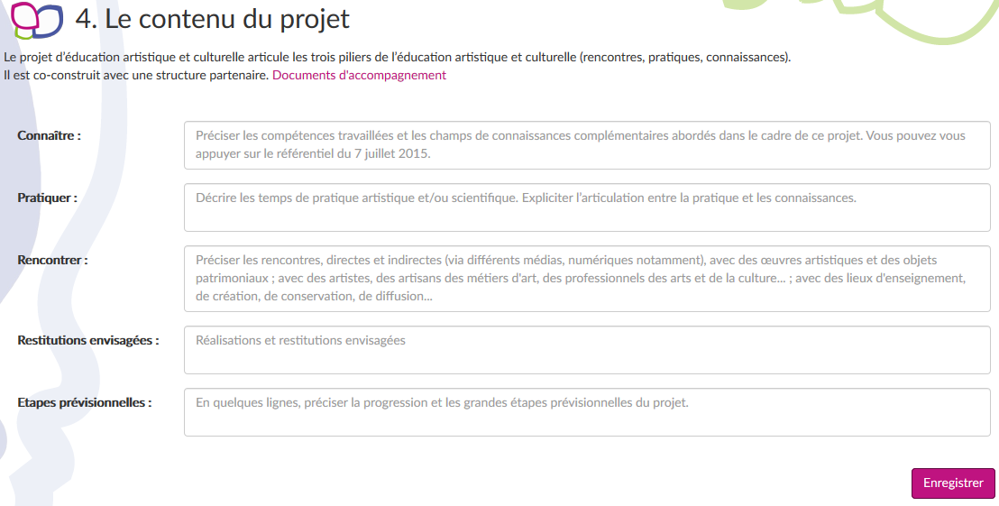 4. Le contenu du projet
Le projet d'éducation artistique et culturelle articule les trois piliers de l'éducation artistique et culturelle (rencontres, pratiques, connaissances).
Il est co-construit avec une structure partenaire. Documents d'accompagnement
Connaître :
Préciser les compétences travaillées et les champs de connaissances complémentaires abordés dans le cadre de ce projet. Vous pouvez vous
appuyer sur le référentiel du 7 juillet 2015.
Pratiquer :
Décrire les temps de pratique artistique et/ou scientifique. Expliciter l'articulation entre la pratique et les connaissances.
Rencontrer :
Préciser les rencontres, directes et indirectes (via différents médias, numériques notamment), avec des œuvres artistiques et des objets
patrimoniaux ; avec des artistes, des artisans des métiers d'art, des professionnels des arts et de la culture... ; avec des lieux d'enseignement,
de création, de conservation, de diffusion...
Restitutions envisagées :
Réalisations et restitutions envisagées
Etapes prévisionnelles :
En quelques lignes, préciser la progression et les grandes étapes prévisionnelles du projet.
Enregistrer